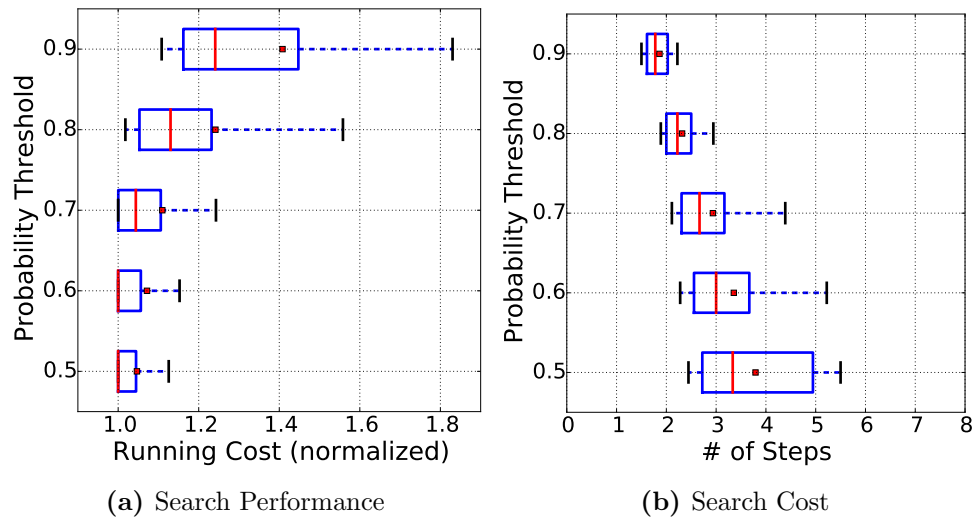 Probability Threshold
0.9
0.8
0.7
0.6
0.5
1.0 1.2 1.4 1.6 1.8
Running Cost (normalized)
(a) Search Performance
Probability Threshold
0.9
0.8
0.7
0.6
0.5
0 1 2 3 4 5 6 7 8
# of Steps
(b) Search Cost